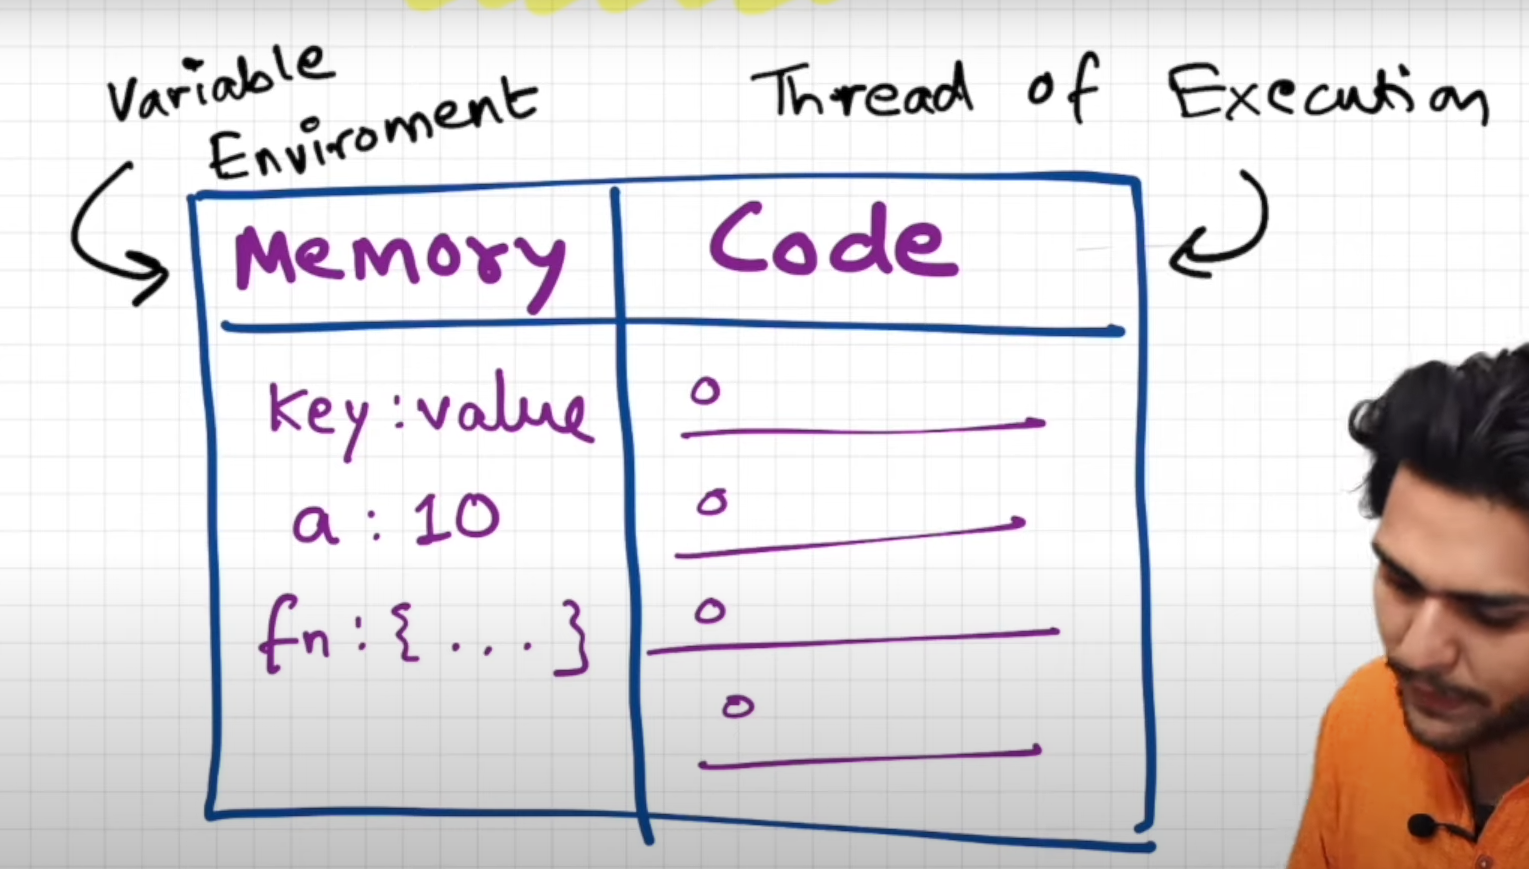 Variable
Enviroment
Thread of Execution
Memory
Code
key : value
a : 10
fn : { . . . }